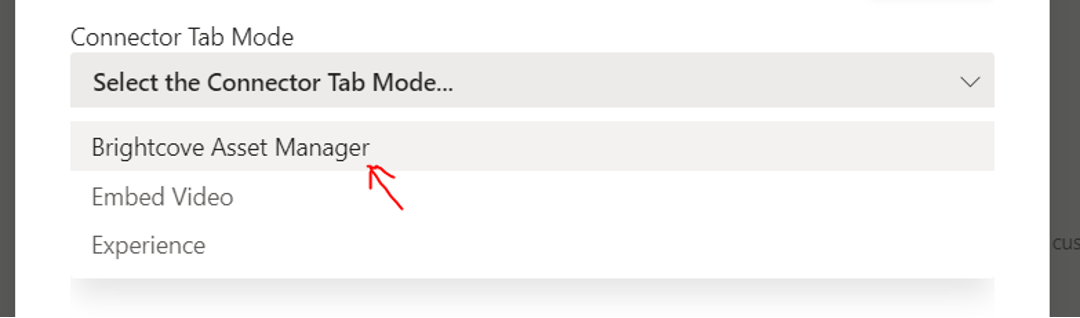 Connector Tab Mode
Select the Connector Tab Mode...
Brightcove Asset Manager
Embed Video
Experience
cus